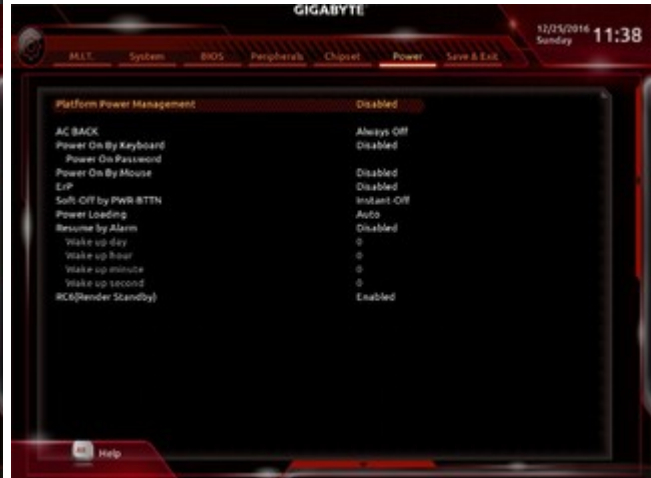 GIGABYTE
12/25/2016 11:38
Sunday
M.I.T. System BIOS Peripherals Chipset Power Save & Exit
Platform Power Management Disabled
AC BACK Always Off
Power On By Keyboard Disabled
Power On Password
Power On By Mouse Disabled
ErP Disabled
Soft-Off by PWR-BTTN Instant-Off
Power Loading Auto
Resume by Alarm Disabled
Wake up day 0
Wake up hour 0
Wake up minute 0
Wake up second 0
RC6(Render Standby) Enabled
Help